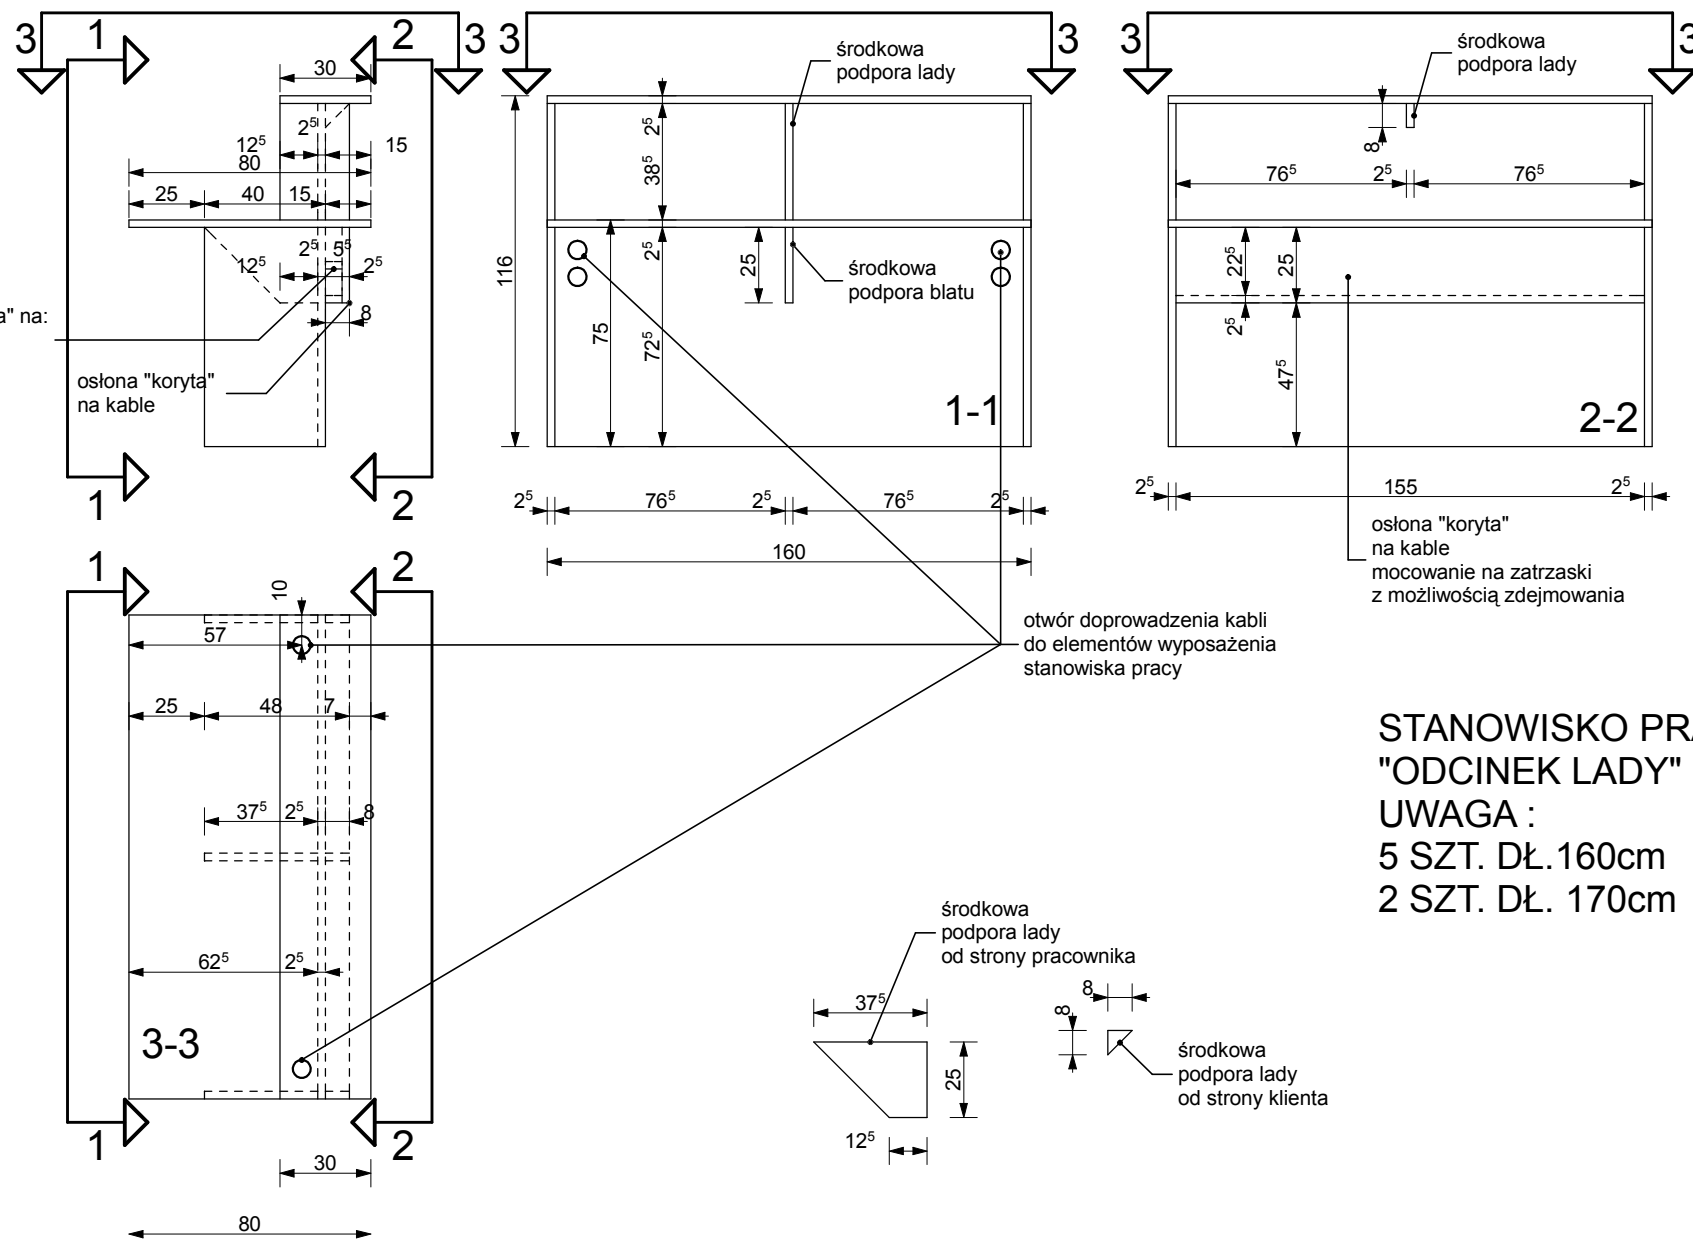 3
1
2
3
30
2⁵
12⁵
15
80
25
40
15
2⁵
5⁵
12⁵
2⁵
8
" na:
osłona "koryta"
na kable
1
2
3
3
środkowa
podpora lady
2⁵
38⁵
116
2⁵
25
środkowa
podpora blatu
75
72⁵
1-1
2⁵
76⁵
2⁵
76⁵
2⁵
160
3
3
środkowa
podpora lady
8
76⁵
2⁵
76⁵
22⁵
25
2⁵
47⁵
2-2
2⁵
155
2⁵
osłona "koryta"
na kable
mocowanie na zatrzaski
z możliwością zdejmowania
1
2
10
57
25
48
7
37⁵
2⁵
8
62⁵
2⁵
3-3
1
2
30
80
otwór doprowadzenia kabli
do elementów wyposażenia
stanowiska pracy
STANOWISKO
"ODCINEK LADY"
UWAGA :
5 SZT. DŁ.160cm
2 SZT. DŁ. 170cm
środkowa
podpora lady
od strony pracownika
37⁵
25
12⁵
8
8
środkowa
podpora lady
od strony klienta